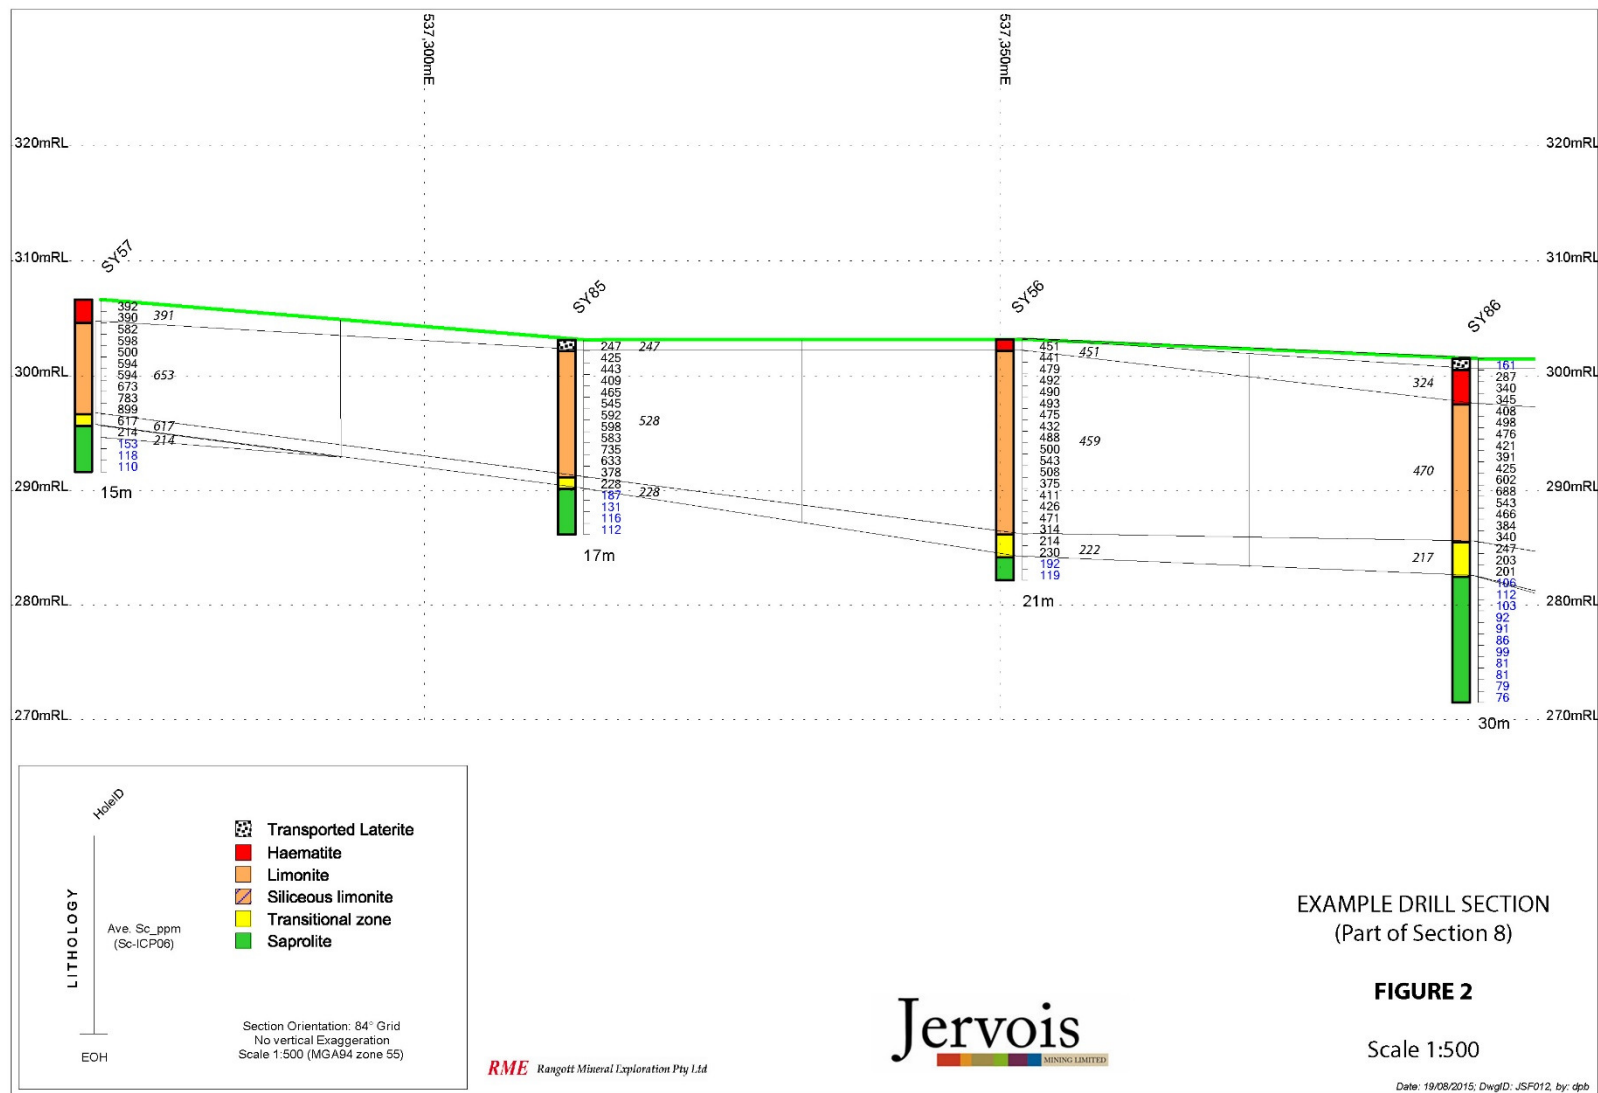 537,300mE
537,350mE
320mRL
320mRL
310mRL
310mRL
300mRL
300mRL
290mRL
290mRL
280mRL
280mRL
270mRL
270mRL
SY57
392
390
582
598
500
594
594
673
783
899
617
214
153
118
110
391
653
617
214
15m
SY85
247
425
443
409
465
545
592
598
583
735
633
378
228
187
131
116
112
247
528
228
17m
SY56
451
441
479
492
490
493
475
432
488
500
543
508
375
411
426
471
314
214
230
192
119
451
459
222
21m
SY86
161
287
340
345
408
498
476
421
391
425
602
688
543
466
384
340
247
203
201
106
112
103
92
91
86
99
81
81
79
76
324
470
217
30m
HoleID
LITHOLOGY
Ave. Sc_ppm
(Sc-ICP06)
EOH
Transported Laterite
Haematite
Limonite
Siliceous limonite
Transitional zone
Saprolite
Section Orientation: 84° Grid
No vertical Exaggeration
Scale 1:500 (MGA94 zone 55)
RME Rangott Mineral Exploration Pty Ltd
Jervois
MINING LIMITED
EXAMPLE DRILL SECTION
(Part of Section 8)
FIGURE 2
Scale 1:500
Date: 19/08/2015; DwgID: JSF012, by: dpb